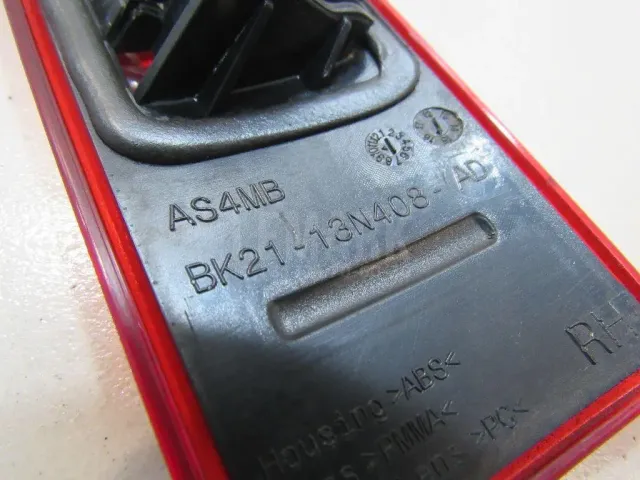 AS4MB
BK21-13N408-AD
RH
Housing >ABS<
>PMMA<
>PC<